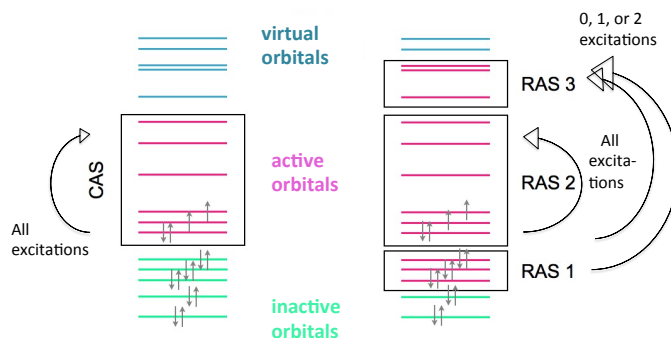 virtual
orbitals
0, 1, or 2
excitations
RAS 3
CAS
active
orbitals
All
excita-
tions
RAS 2
All
excitations
RAS 1
inactive
orbitals